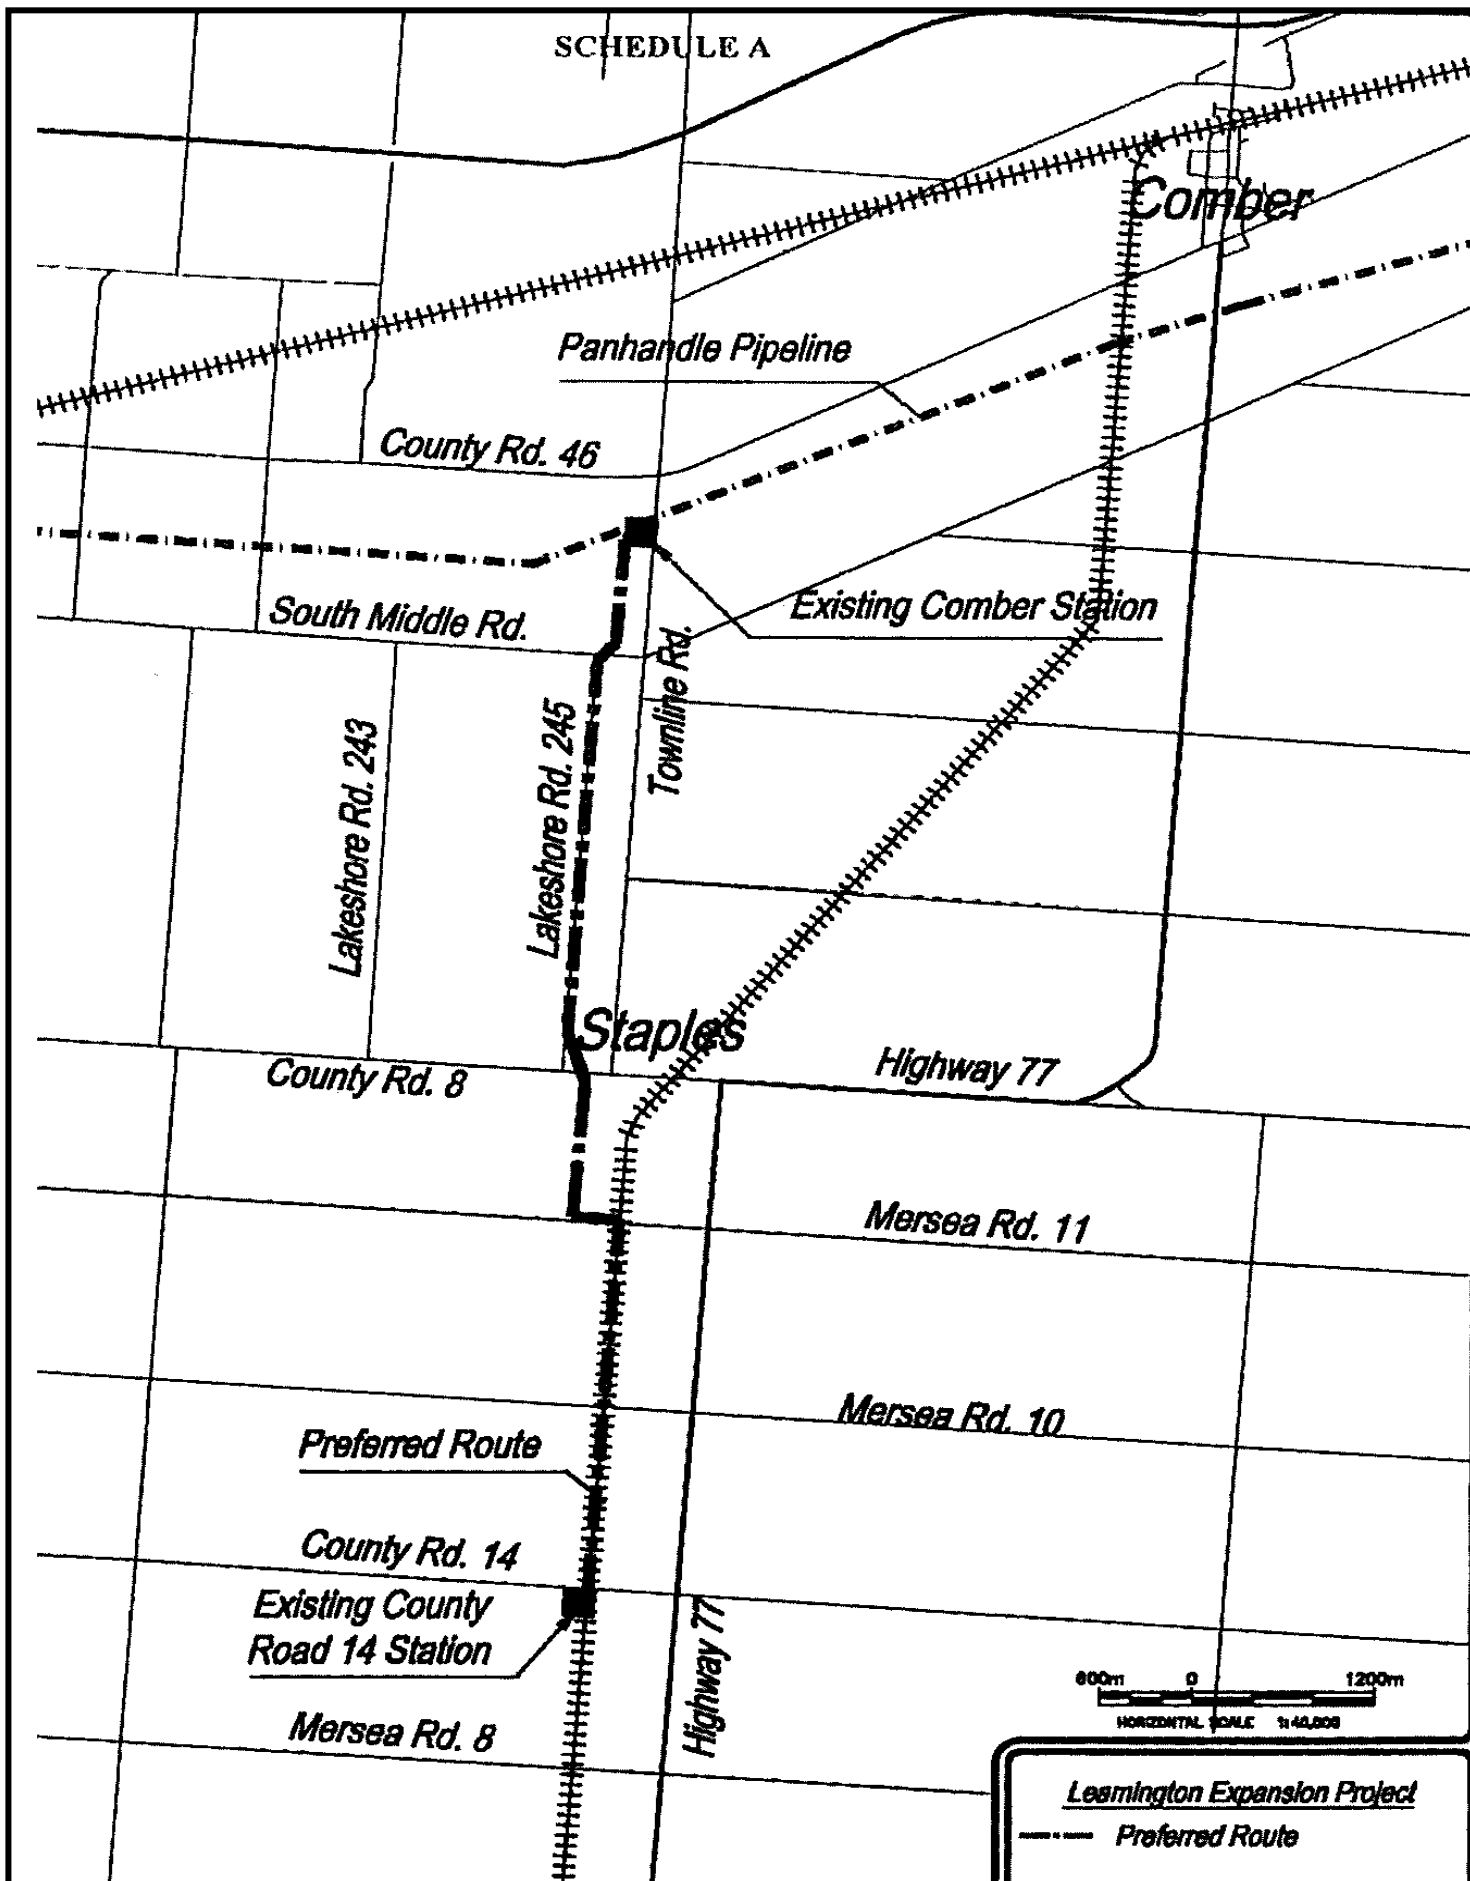 SCHEDULE A
Comber
Panhandle Pipeline
County Rd. 46
South Middle Rd.
Existing Comber Station
Townline Rd.
Lakeshore Rd. 245
Lakeshore Rd. 243
Staples
County Rd. 8
Highway 77
Mersea Rd. 11
Mersea Rd. 10
Preferred Route
County Rd. 14
Existing County
Road 14 Station
Highway 77
Mersea Rd. 8
600m 0 1200m
HORIZONTAL SCALE 1:40,000
Leamington Expansion Project
Preferred Route